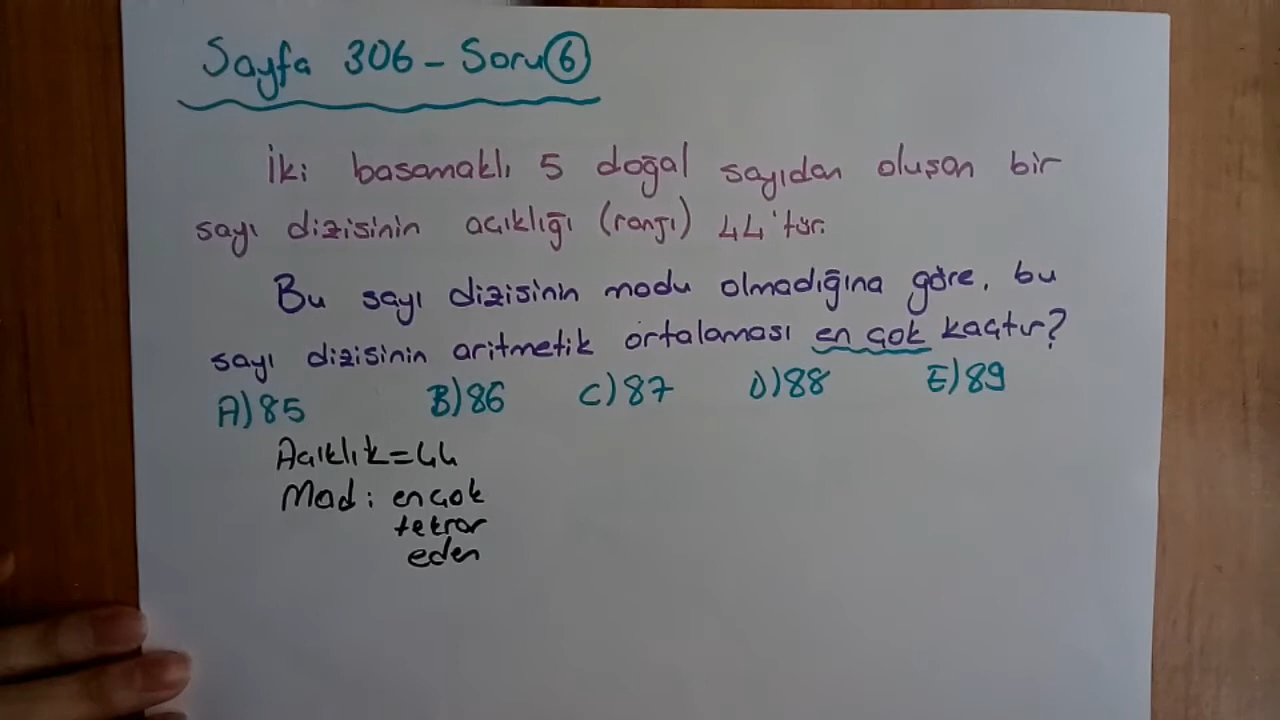 Sayfa 306 - Soru 6
İki basamaklı 5 doğal sayıdan oluşan bir
sayı dizisinin açıklığı (ranjı) 44'tür.
Bu sayı dizisinin modu olmadığına göre, bu
sayı dizisinin aritmetik ortalaması en çok kaçtır?
A) 85 B) 86 C) 87 D) 88 E) 89
Açıklık = 44
Mod : en çok
tekrar
eden